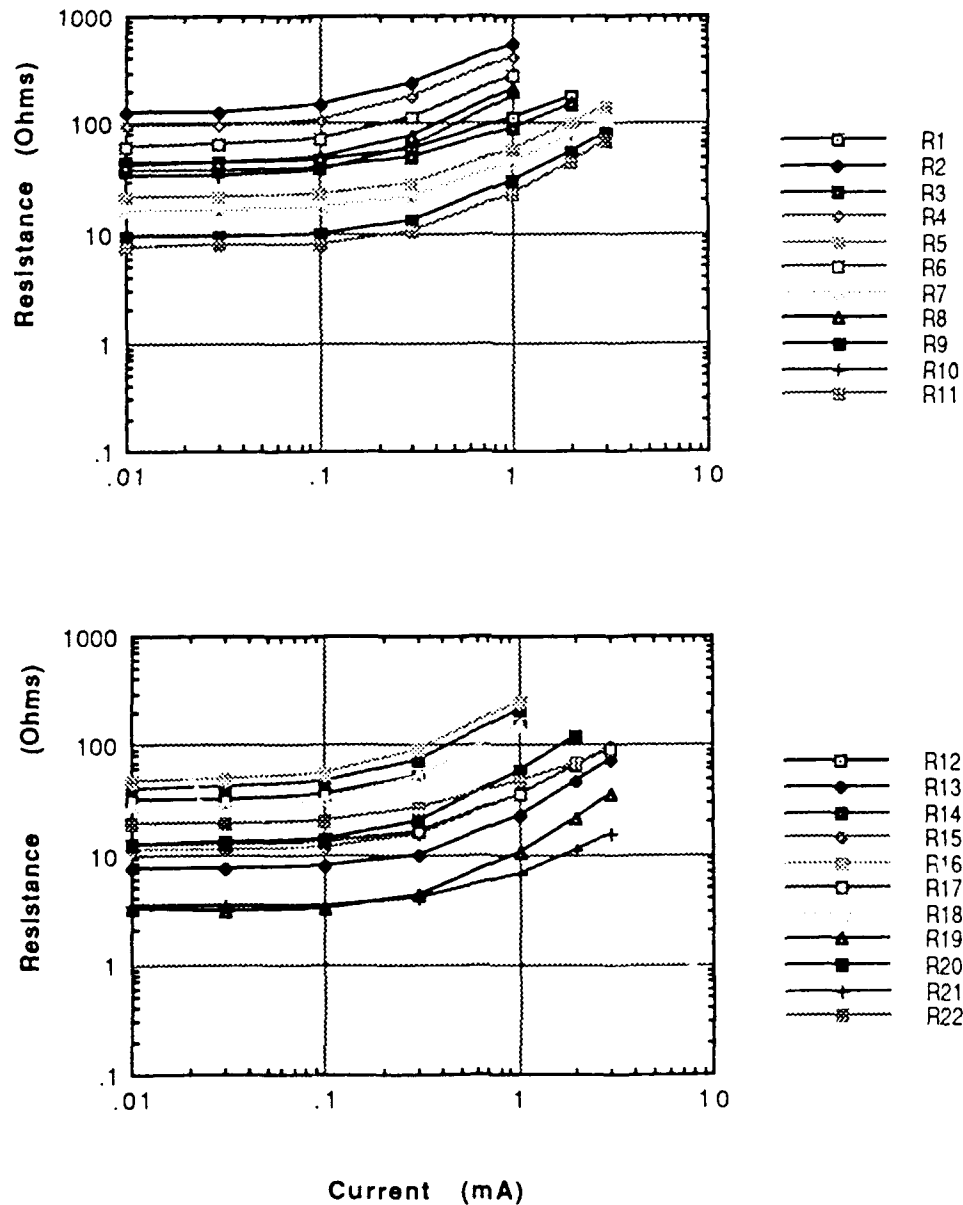 1000
100
10
1
.1
Resistance (Ohms)
.01 .1 1 10
R1
R2
R3
R4
R5
R6
R7
R8
R9
R10
R11
1000
100
10
1
.1
Resistance (Ohms)
.01 .1 1 10
R12
R13
R14
R15
R16
R17
R18
R19
R20
R21
R22
Current (mA)